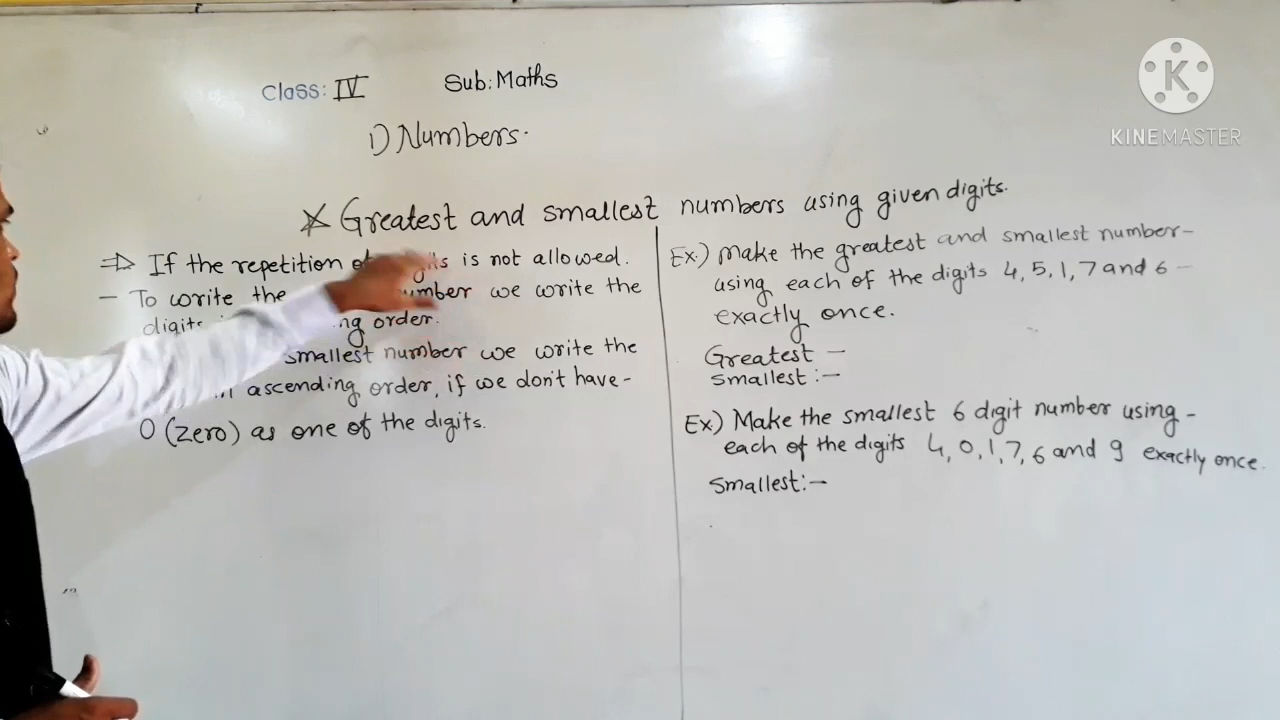 Class: IV Sub: Maths
1) Numbers.
Greatest and smallest numbers using given digits.
⇒ If the repetition of digits is not allowed.
- To write the number we write the
digits ing order.
smallest number we write the
ascending order, if we don't have-
0 (zero) as one of the digits.
Ex.) Make the greatest and smallest number-
using each of the digits 4, 5, 1, 7 and 6 -
exactly once.
Greatest -
Smallest:-
Ex.) Make the smallest 6 digit number using -
each of the digits 4, 0, 1, 7, 6 and 9 exactly once.
Smallest:-
K
KINEMASTER